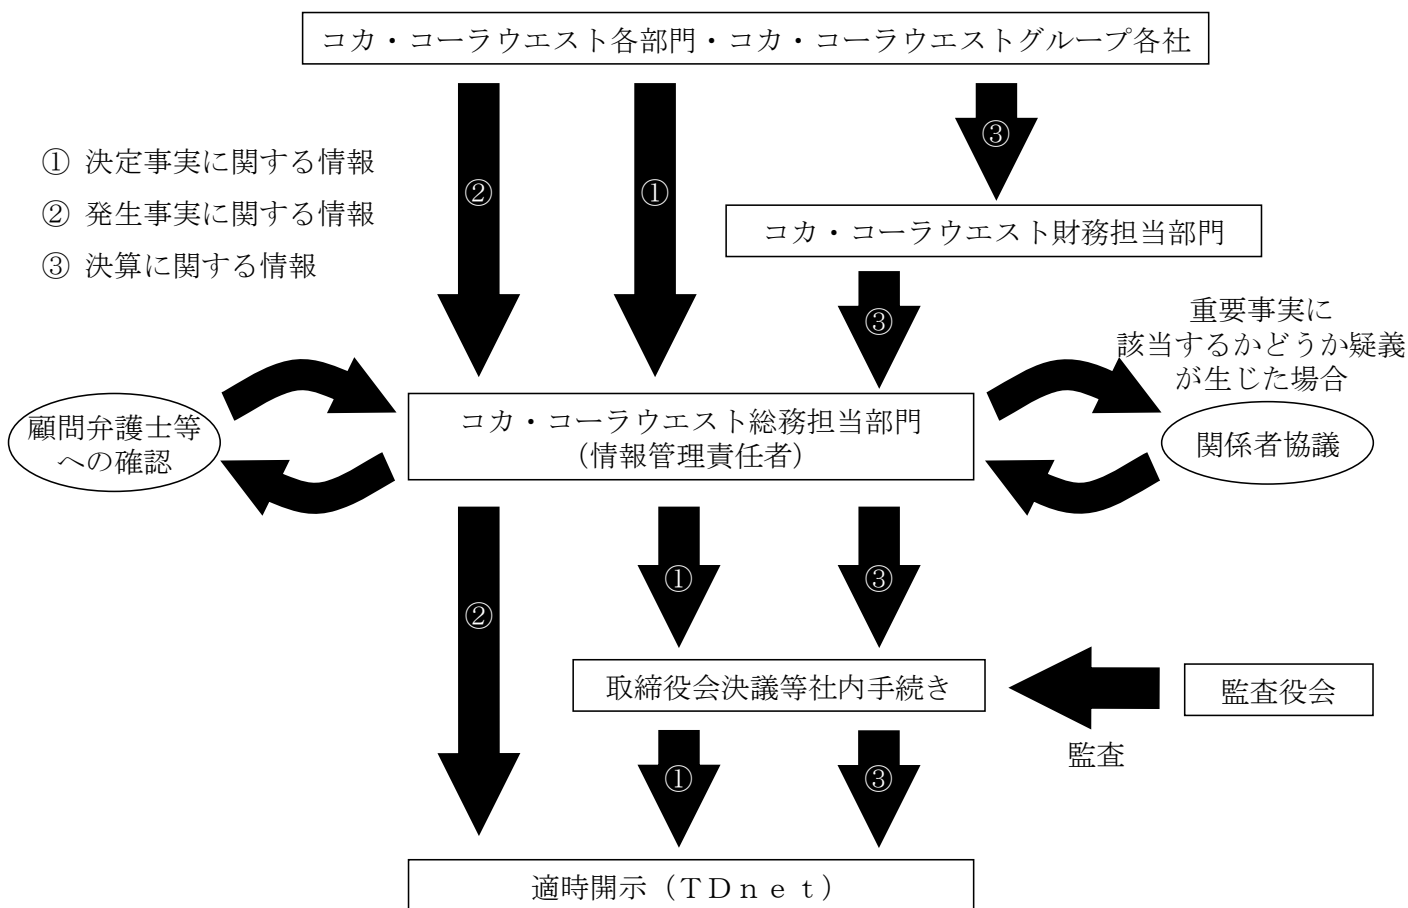 コカ・コーラウエスト各部門・コカ・コーラウエストグループ各社
③
① 決定事実に関する情報
② 発生事実に関する情報
③ 決算に関する情報
②
①
コカ・コーラウエスト財務担当部門
③
重要事実に
該当するかどうか疑義
が生じた場合
顧問弁護士等
への確認
コカ・コーラウエスト総務担当部門
（情報管理責任者）
関係者協議
②
①
③
取締役会決議等社内手続き
監査役会
監査
①
③
適時開示（ＴＤｎｅｔ）